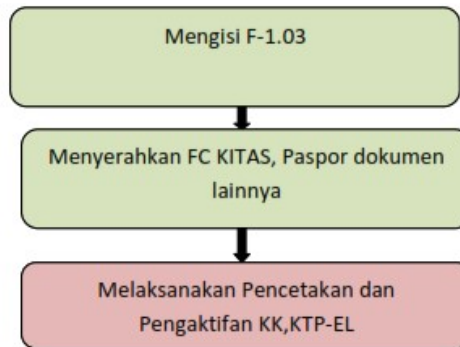 Mengisi F-1.03
Menyerahkan FC KITAS, Paspor dokumen
lainnya
Melaksanakan Pencetakan dan
Pengaktifan KK,KTP-EL